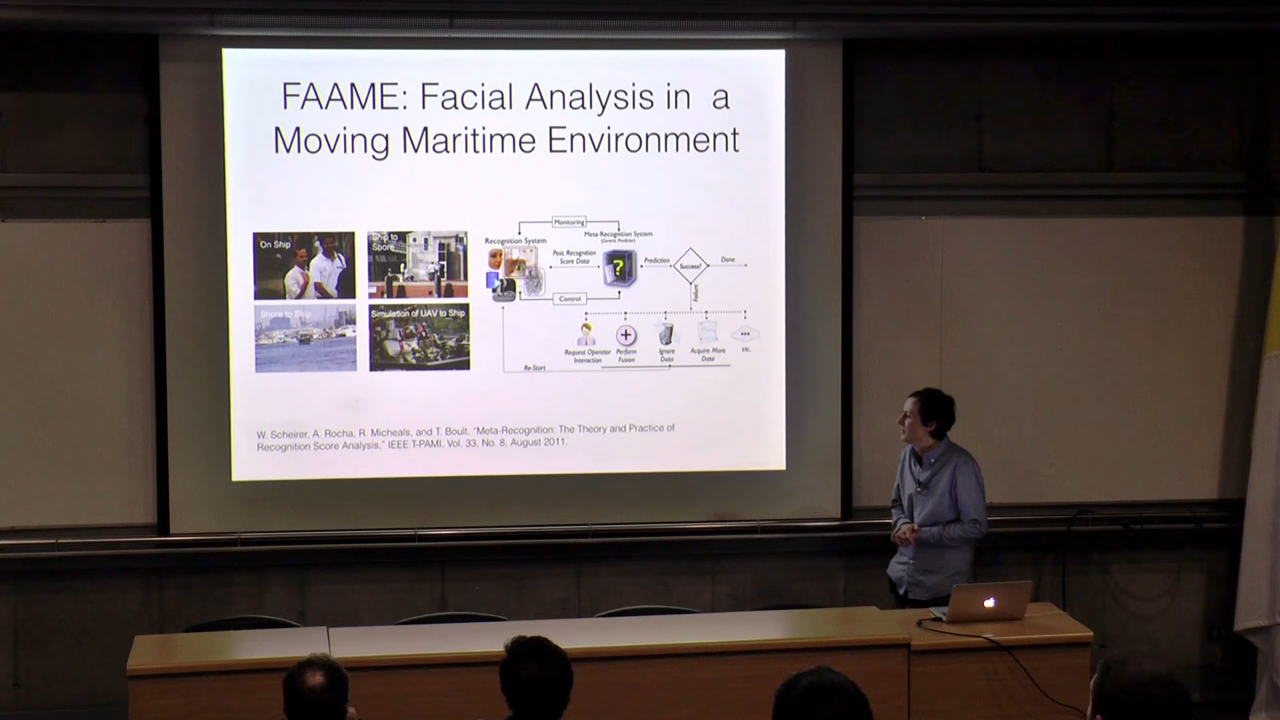 FAAME: Facial Analysis in a
Moving Maritime Environment
On Ship
Ship to
Shore
Shore to Ship
Simulation of UAV to Ship
Monitoring
Recognition System
Meta-Recognition System
(Generic Predictor)
Post. Recognition
Score Data
?
Prediction
Success?
Done
Control
Failure
Request Operator
Interaction
Perform
Fusion
Ignore
Data
Acquire More
Data
etc.
Re-Start
W. Scheirer, A. Rocha, R. Micheals, and T. Boult, "Meta-Recognition: The Theory and Practice of
Recognition Score Analysis," IEEE T-PAMI, Vol. 33, No. 8, August 2011.